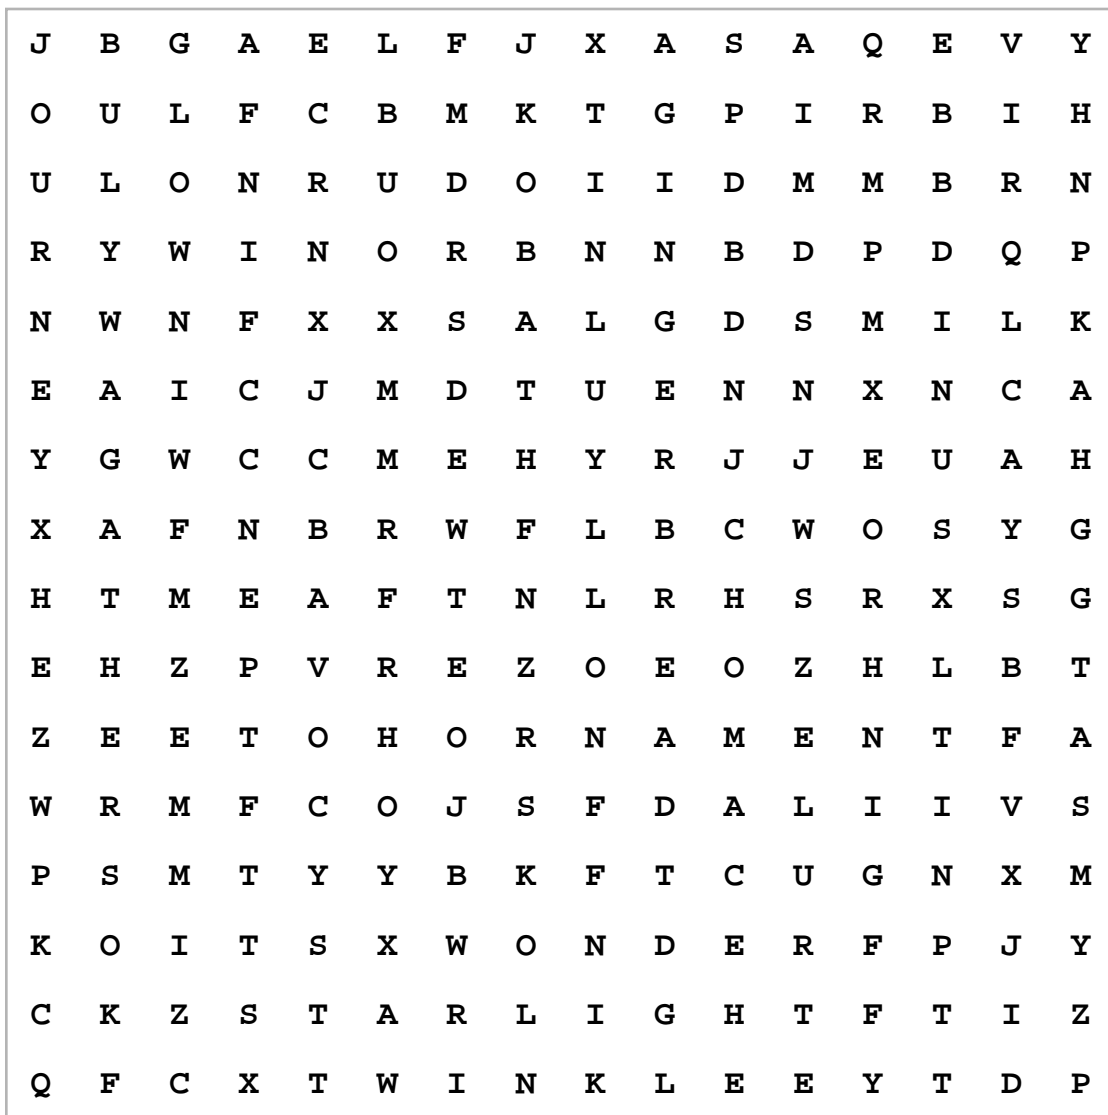 J B G A E L F J X A S A Q E V Y
O U L F C B M K T G P I R B I H
U L O N R U D O I I D M M B R N
R Y W I N O R B N N B D P D Q P
N W N F X X S A L G D S M I L K
E A I C J M D T U E N N X N C A
Y G W C C M E H Y R J J E U A H
X A F N B R W F L B C W O S Y G
H T M E A F T N L R H S R X S G
E H Z P V R E Z O E O Z H L B T
Z E E T O H O R N A M E N T F A
W R M F C O J S F D A L I I V S
P S M T Y Y B K F T C U G N X M
K O I T S X W O N D E R F P J Y
C K Z S T A R L I G H T F T I Z
Q F C X T W I N K L E E Y T D P